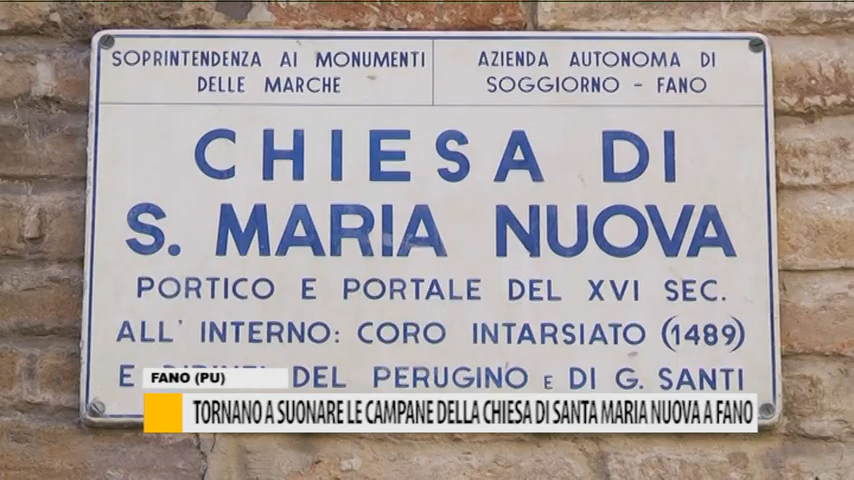 SOPRINTENDENZA AI MONUMENTI
DELLE MARCHE
AZIENDA AUTONOMA DI
SOGGIORNO - FANO
CHIESA DI
S. MARIA NUOVA
PORTICO E PORTALE DEL XVI SEC.
ALL' INTERNO: CORO INTARSIATO (1489)
E DEL PERUGINO E DI G. SANTI
FANO (PU)
TORNANO A SUONARE LE CAMPANE DELLA CHIESA DI SANTA MARIA NUOVA A FANO